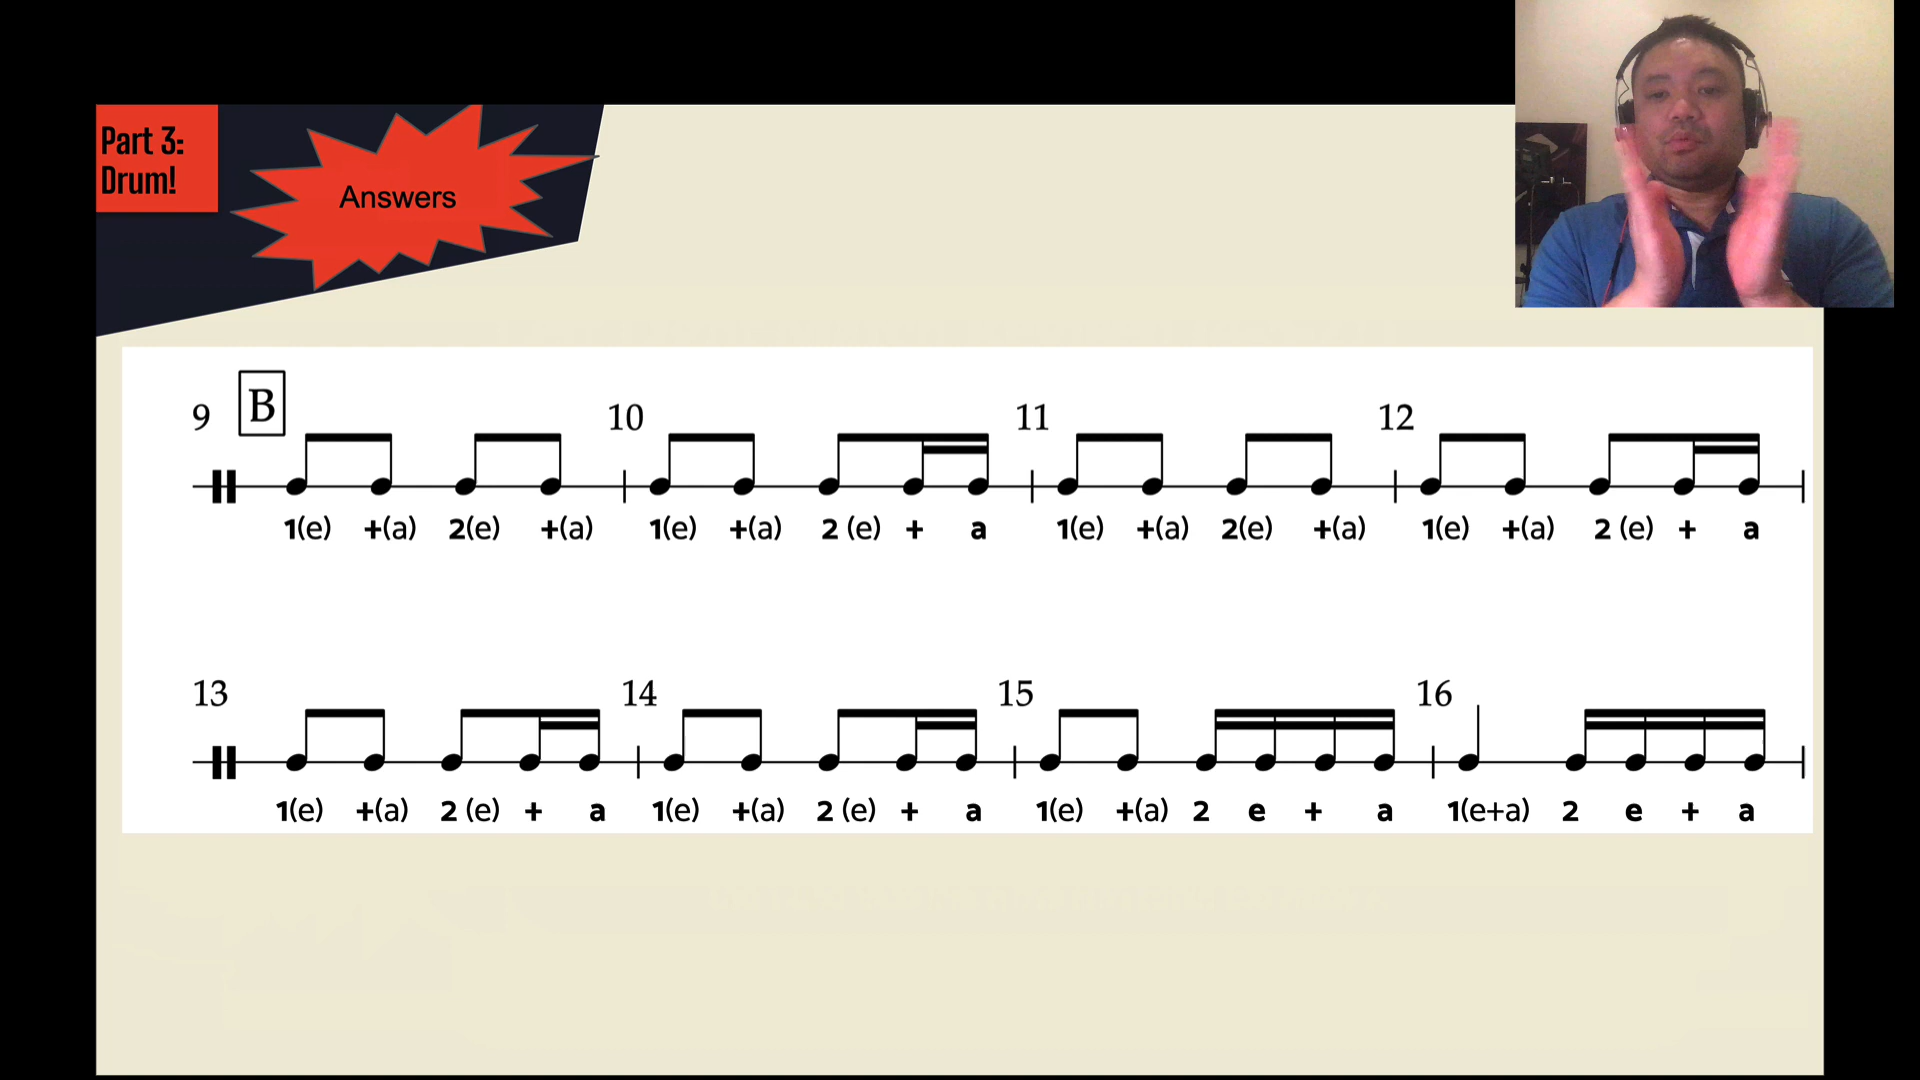 Part 3:
Drum!
Answers
9 B 10 11 12
1(e) +(a) 2(e) +(a) 1(e) +(a) 2 (e) + a 1(e) +(a) 2(e) +(a) 1(e) +(a) 2 (e) + a
13 14 15 16
1(e) +(a) 2 (e) + a 1(e) +(a) 2 (e) + a 1(e) +(a) 2 e + a 1(e+a) 2 e + a